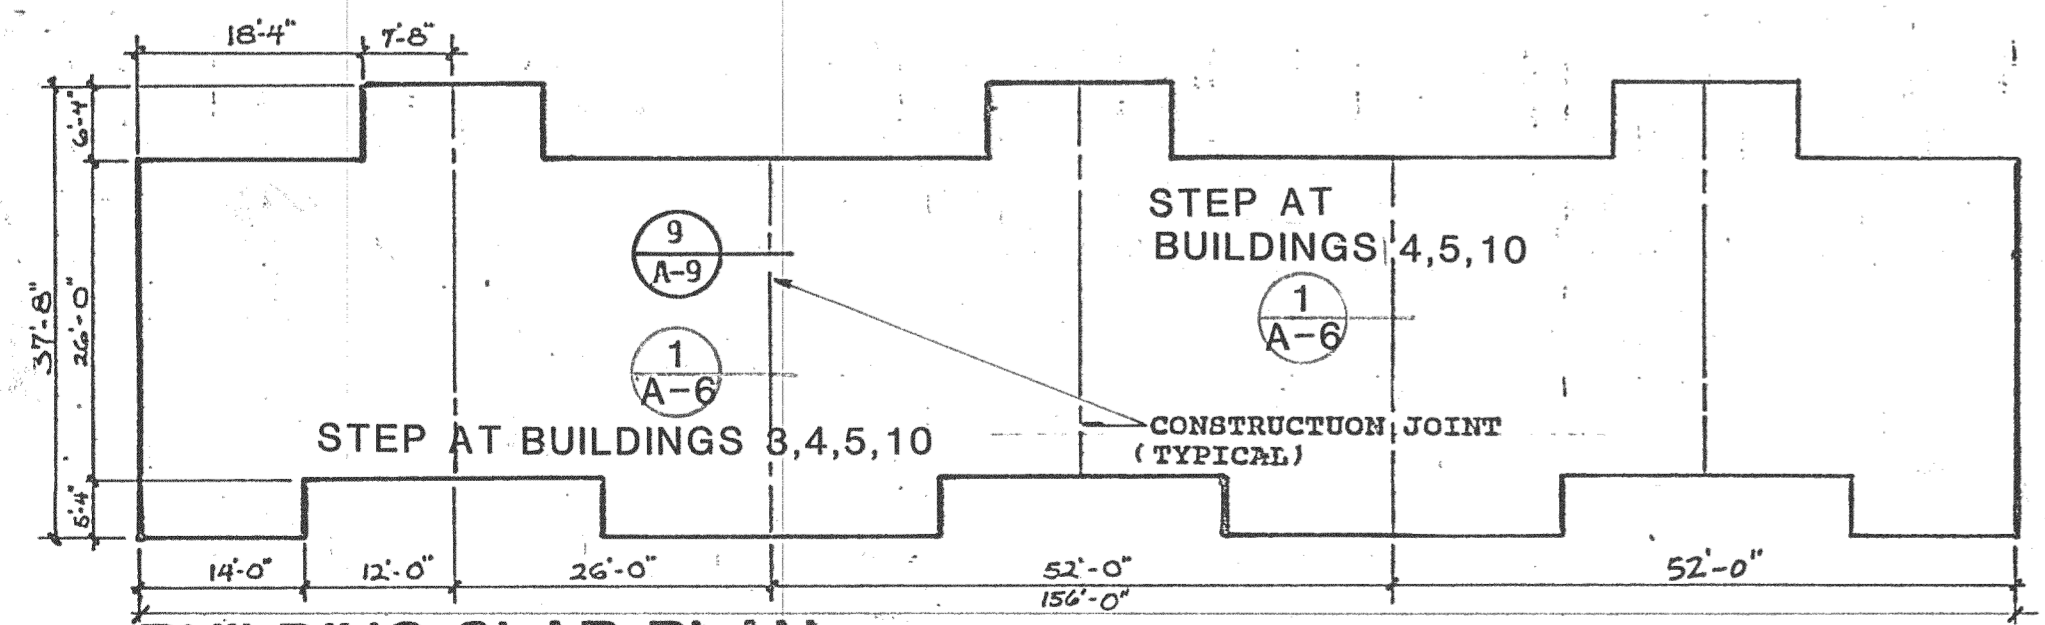 18'-4" 7'-8"
6'-4"
37'-8"
26'-0"
5'-4"
9
A-9
STEP AT
BUILDINGS 4,5,10
1
A-6
1
A-6
CONSTRUCTUON JOINT
(TYPICAL)
STEP AT BUILDINGS 3,4,5,10
14'-0" 12'-0" 26'-0" 52'-0" 52'-0"
156'-0"